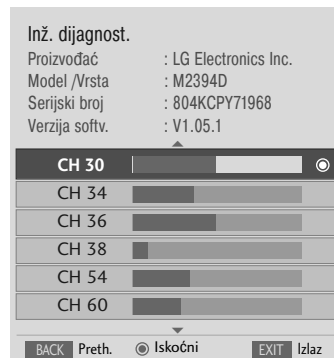 Inž. dijagnost.
Proizvođać : LG Electronics Inc.
Model /Vrsta : M2394D
Serijski broj : 804KCPY71968
Verzija softv. : V1.05.1
CH 30
CH 34
CH 36
CH 38
CH 54
CH 60
BACK Preth. Iskoćni EXIT Izlaz